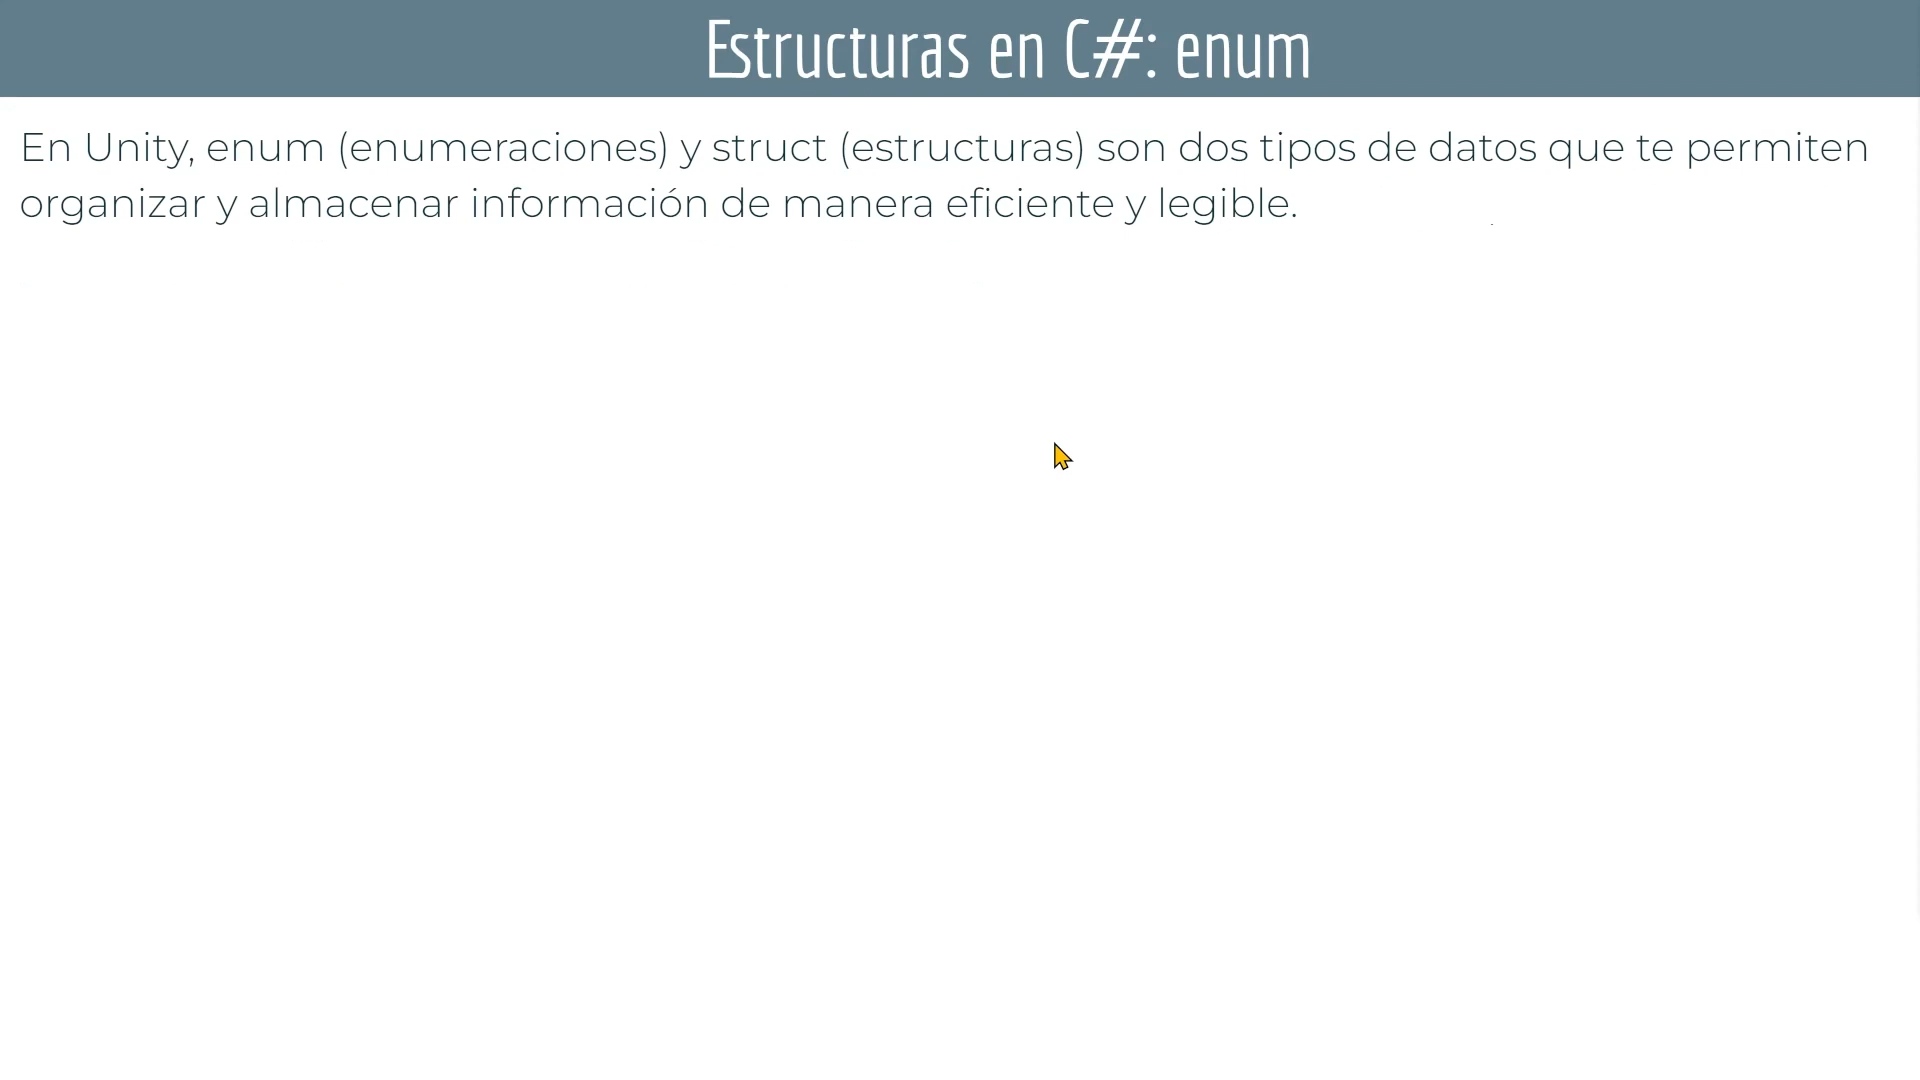 Estructuras en C#: enum
En Unity, enum (enumeraciones) y struct (estructuras) son dos tipos de datos que te permiten
organizar y almacenar información de manera eficiente y legible.